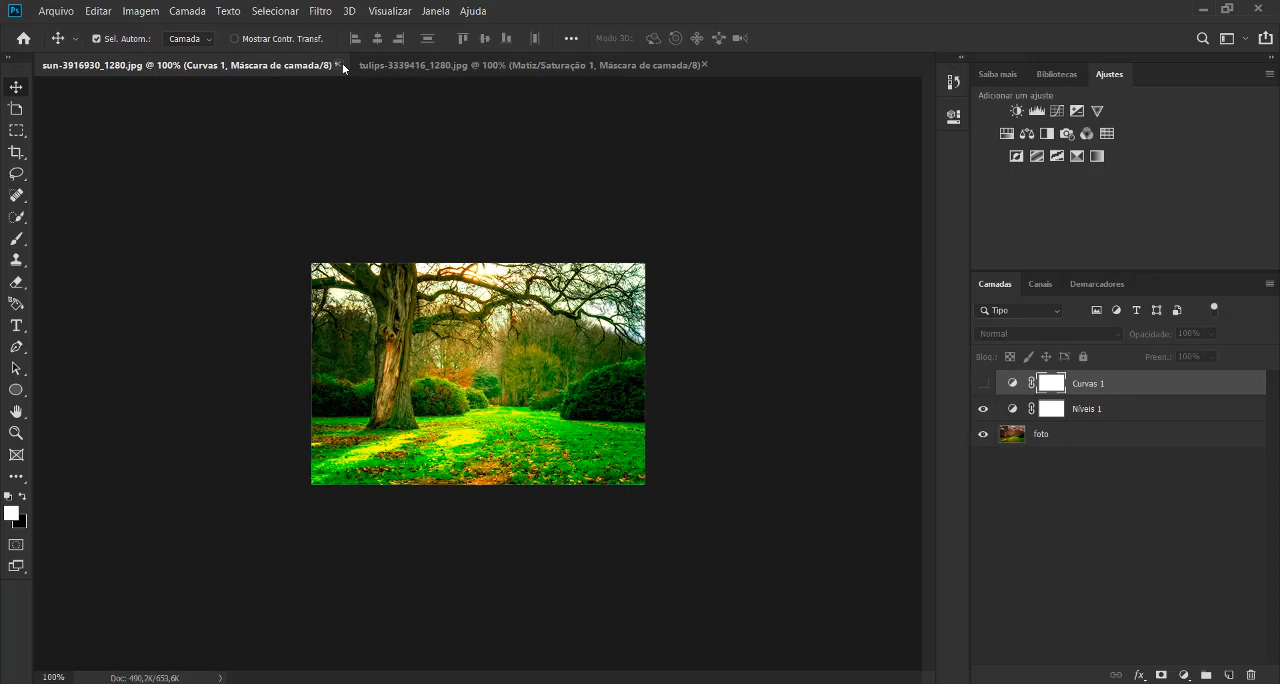 Ps Arquivo Editar Imagem Camada Texto Selecionar Filtro 3D Visualizar Janela Ajuda
Sel. Autom.: Camada Mostrar Contr. Transf. Modo 3D:
sun-3916930_1280.jpg @ 100% (Curvas 1, Máscara de camada/8) tulips-3339416_1280.jpg @ 100% (Matiz/Saturação 1, Máscara de camada/8)
Saiba mais Bibliotecas Ajustes
Adicionar um ajuste
Camadas Canais Demarcadores
Tipo
Normal Opacidade: 100%
Bloq.: Preen.: 100%
Curvas 1
Níveis 1
foto
100% Doc: 490,2K/653,6K